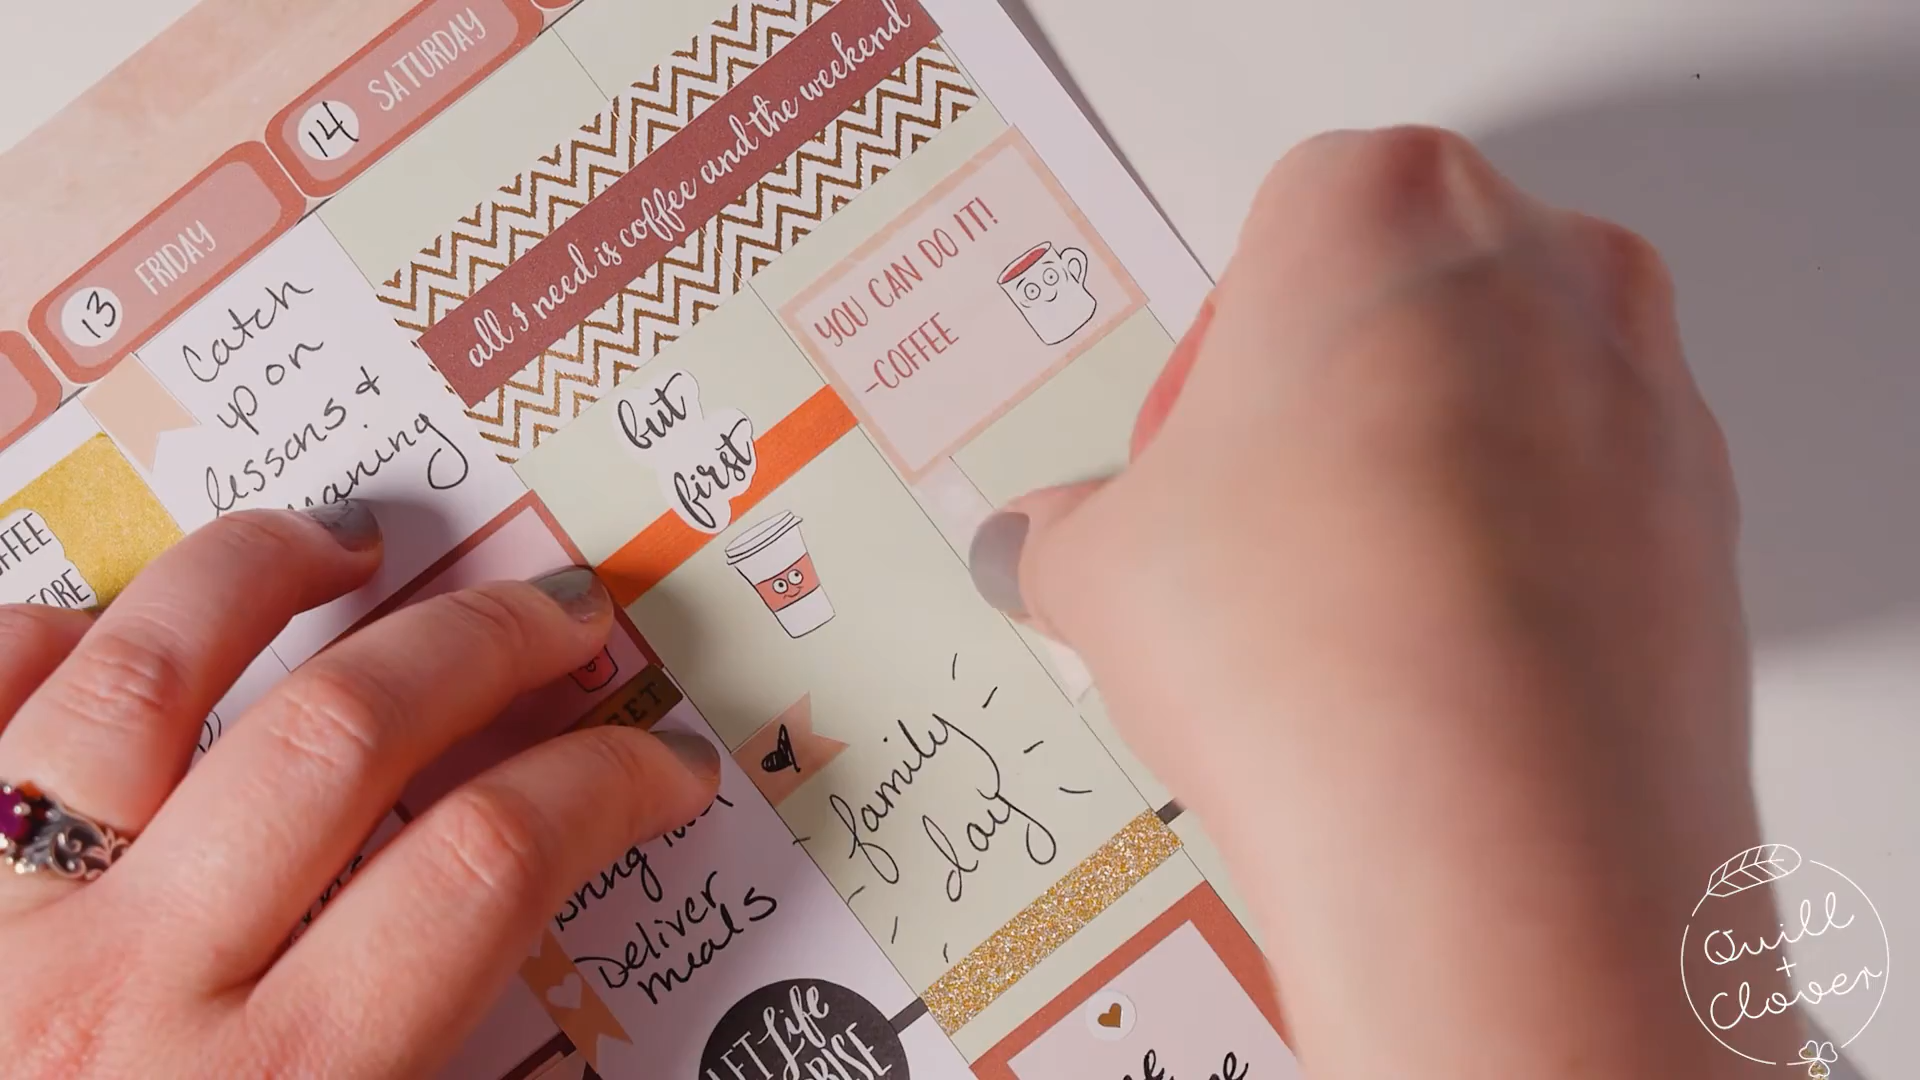 14 SATURDAY
13 FRIDAY
all I need is coffee and the weekend
YOU CAN DO IT!
-COFFEE
Catch
up on
lessons &
but
first
family
day
Deliver
meals
LET Life
Quill
+
Clover